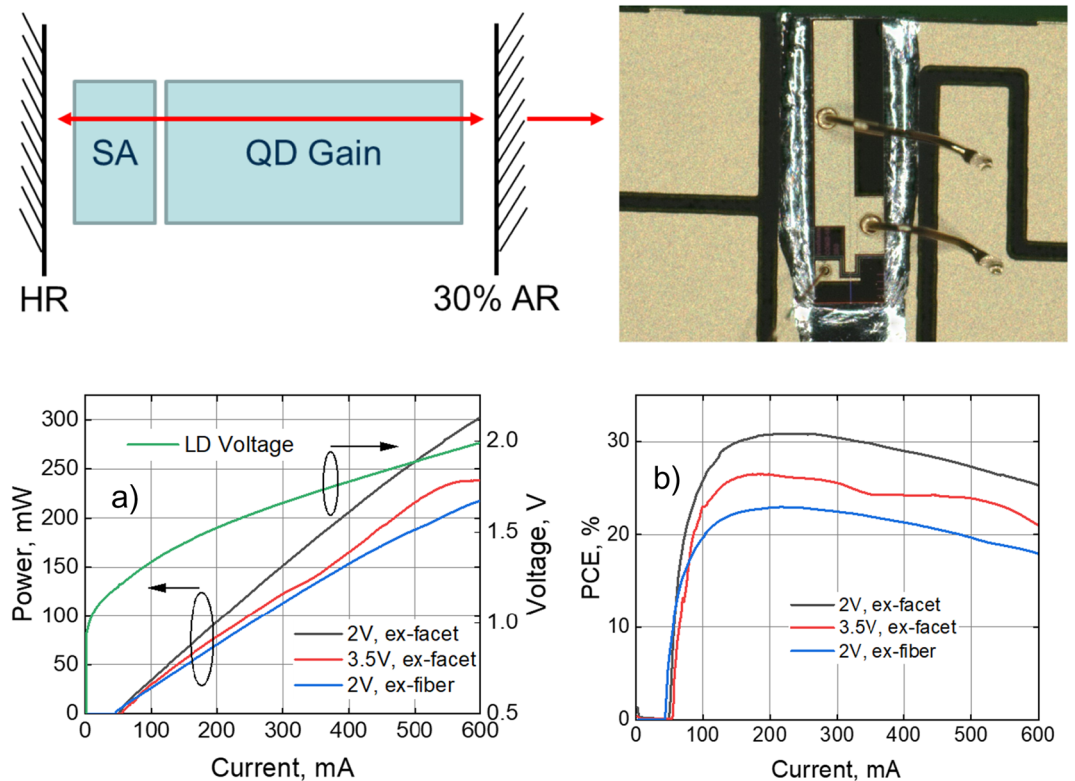 SA
QD Gain
HR
30% AR
a)
LD Voltage
2V, ex-facet
3.5V, ex-facet
2V, ex-fiber
Power, mW
300
250
200
150
100
50
0
Voltage, V
2.0
1.5
1.0
0.5
0 100 200 300 400 500 600
Current, mA
b)
2V, ex-facet
3.5V, ex-facet
2V, ex-fiber
PCE, %
30
20
10
0
0 100 200 300 400 500 600
Current, mA